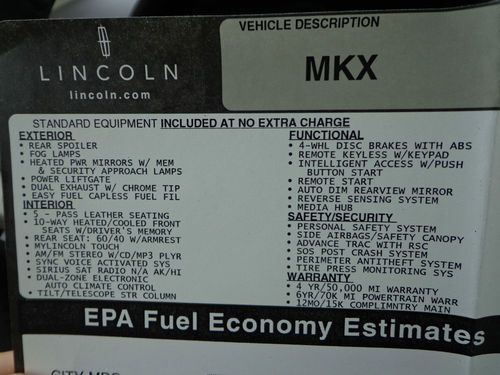 LINCOLN
lincoln.com
VEHICLE DESCRIPTION
MKX
STANDARD EQUIPMENT INCLUDED AT NO EXTRA CHARGE
EXTERIOR
• REAR SPOILER
• FOG LAMPS
• HEATED PWR MIRRORS W/ MEM
& SECURITY APPROACH LAMPS
• POWER LIFTGATE
• DUAL EXHAUST W/ CHROME TIP
• EASY FUEL CAPLESS FUEL FIL
INTERIOR
• 5 - PASS LEATHER SEATING
• 10-WAY HEATED/COOLED FRONT
SEATS W/DRIVER'S MEMORY
• REAR SEAT: 60/40 W/ARMREST
• MYLINCOLN TOUCH
• AM/FM STEREO W/CD/MP3 PLYR
• SYNC VOICE ACTIVATED SYS
• SIRIUS SAT RADIO N/A AK/HI
• DUAL-ZONE ELECTRONIC
AUTO CLIMATE CONTROL
• TILT/TELESCOPE STR COLUMN
FUNCTIONAL
• 4-WHL DISC BRAKES WITH ABS
• REMOTE KEYLESS W/KEYPAD
• INTELLIGENT ACCESS W/PUSH
BUTTON START
• REMOTE START
• AUTO DIM REARVIEW MIRROR
• REVERSE SENSING SYSTEM
• MEDIA HUB
SAFETY/SECURITY
• PERSONAL SAFETY SYSTEM
• SIDE AIRBAGS/SAFETY CANOPY
• ADVANCE TRAC WITH RSC
• SOS POST CRASH SYSTEM
• PERIMETER ANTITHEFT SYSTEM
• TIRE PRESS MONITORING SYS
WARRANTY
• 4 YR/50,000 MI WARRANTY
• 6YR/70K MI POWERTRAIN WARR
• 12MO/15K COMPLIMNTRY MAIN
EPA Fuel Economy Estimates